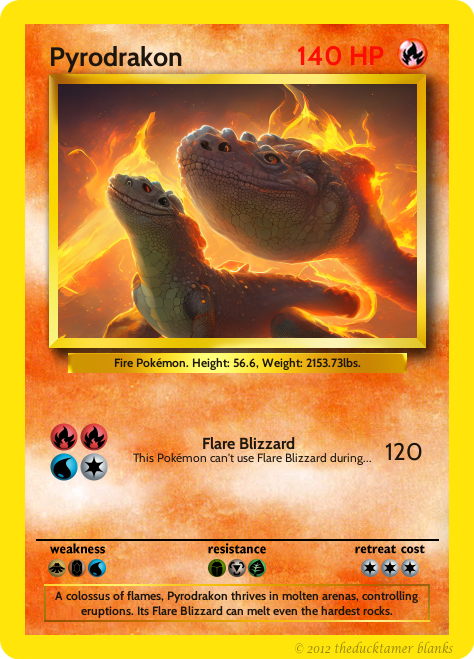 Pyrodrakon 140 HP
Fire Pokémon. Height: 56.6, Weight: 2153.73lbs.
Flare Blizzard
This Pokémon can't use Flare Blizzard during...
120
weakness resistance retreat cost
A colossus of flames, Pyrodrakon thrives in molten arenas, controlling
eruptions. Its Flare Blizzard can melt even the hardest rocks.
© 2012 theducktamer blanks